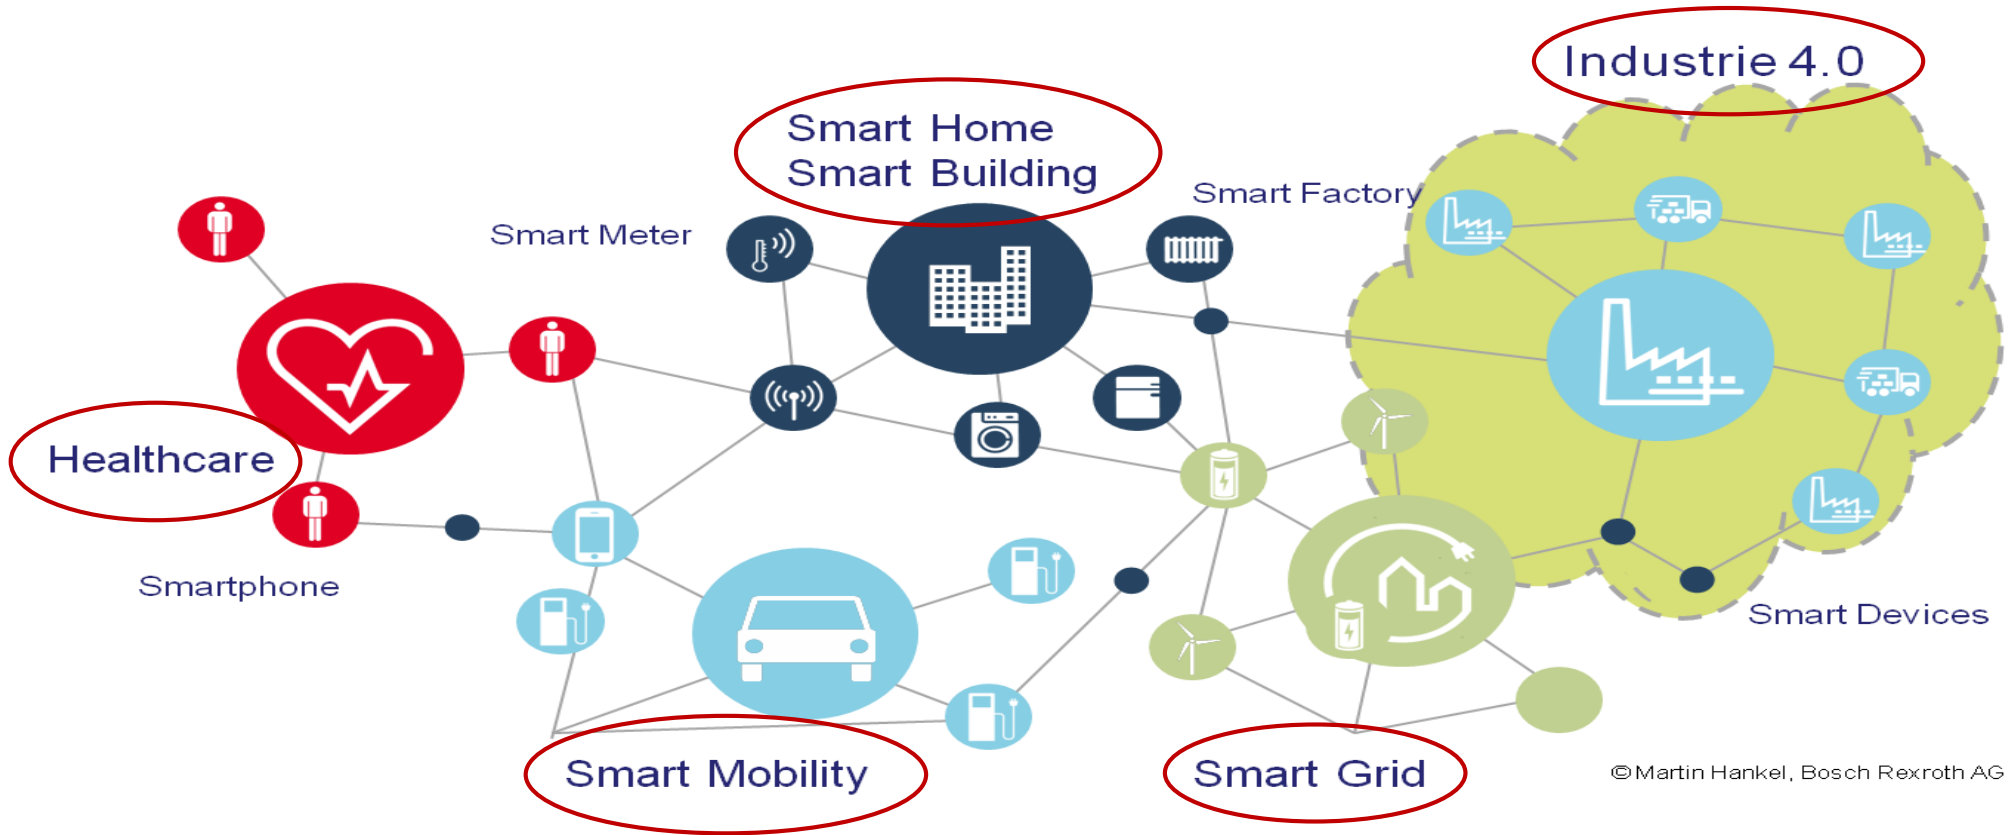 Industrie 4.0
Smart Home
Smart Building
Smart Factory
Smart Meter
Healthcare
Smartphone
Smart Devices
Smart Mobility
Smart Grid
© Martin Hankel, Bosch Rexroth AG